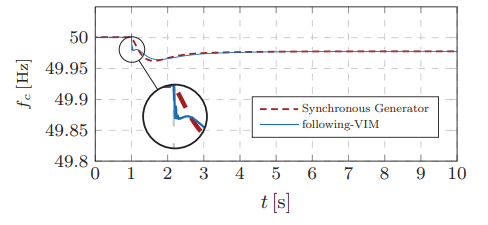 50
49.95
49.9
49.85
49.8
f_c [Hz]
Synchronous Generator
following-VIM
0 1 2 3 4 5 6 7 8 9 10
t [s]